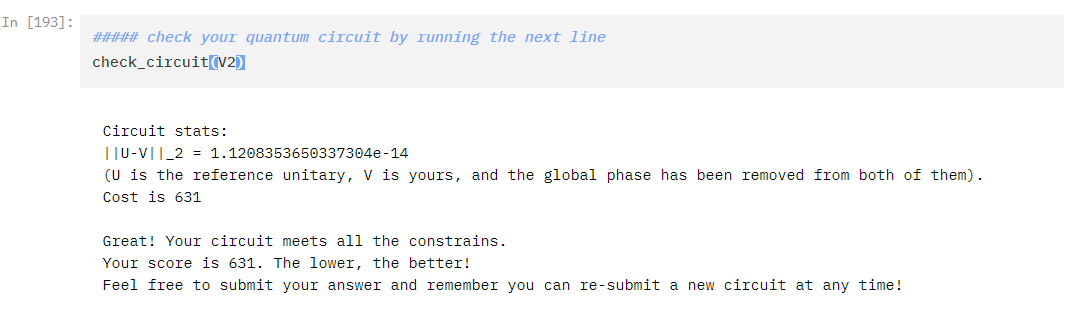 In [193]:
##### check your quantum circuit by running the next line
check_circuit(V2)
Circuit stats:
||U-V||_2 = 1.1208353650337304e-14
(U is the reference unitary, V is yours, and the global phase has been removed from both of them).
Cost is 631
Great! Your circuit meets all the constrains.
Your score is 631. The lower, the better!
Feel free to submit your answer and remember you can re-submit a new circuit at any time!